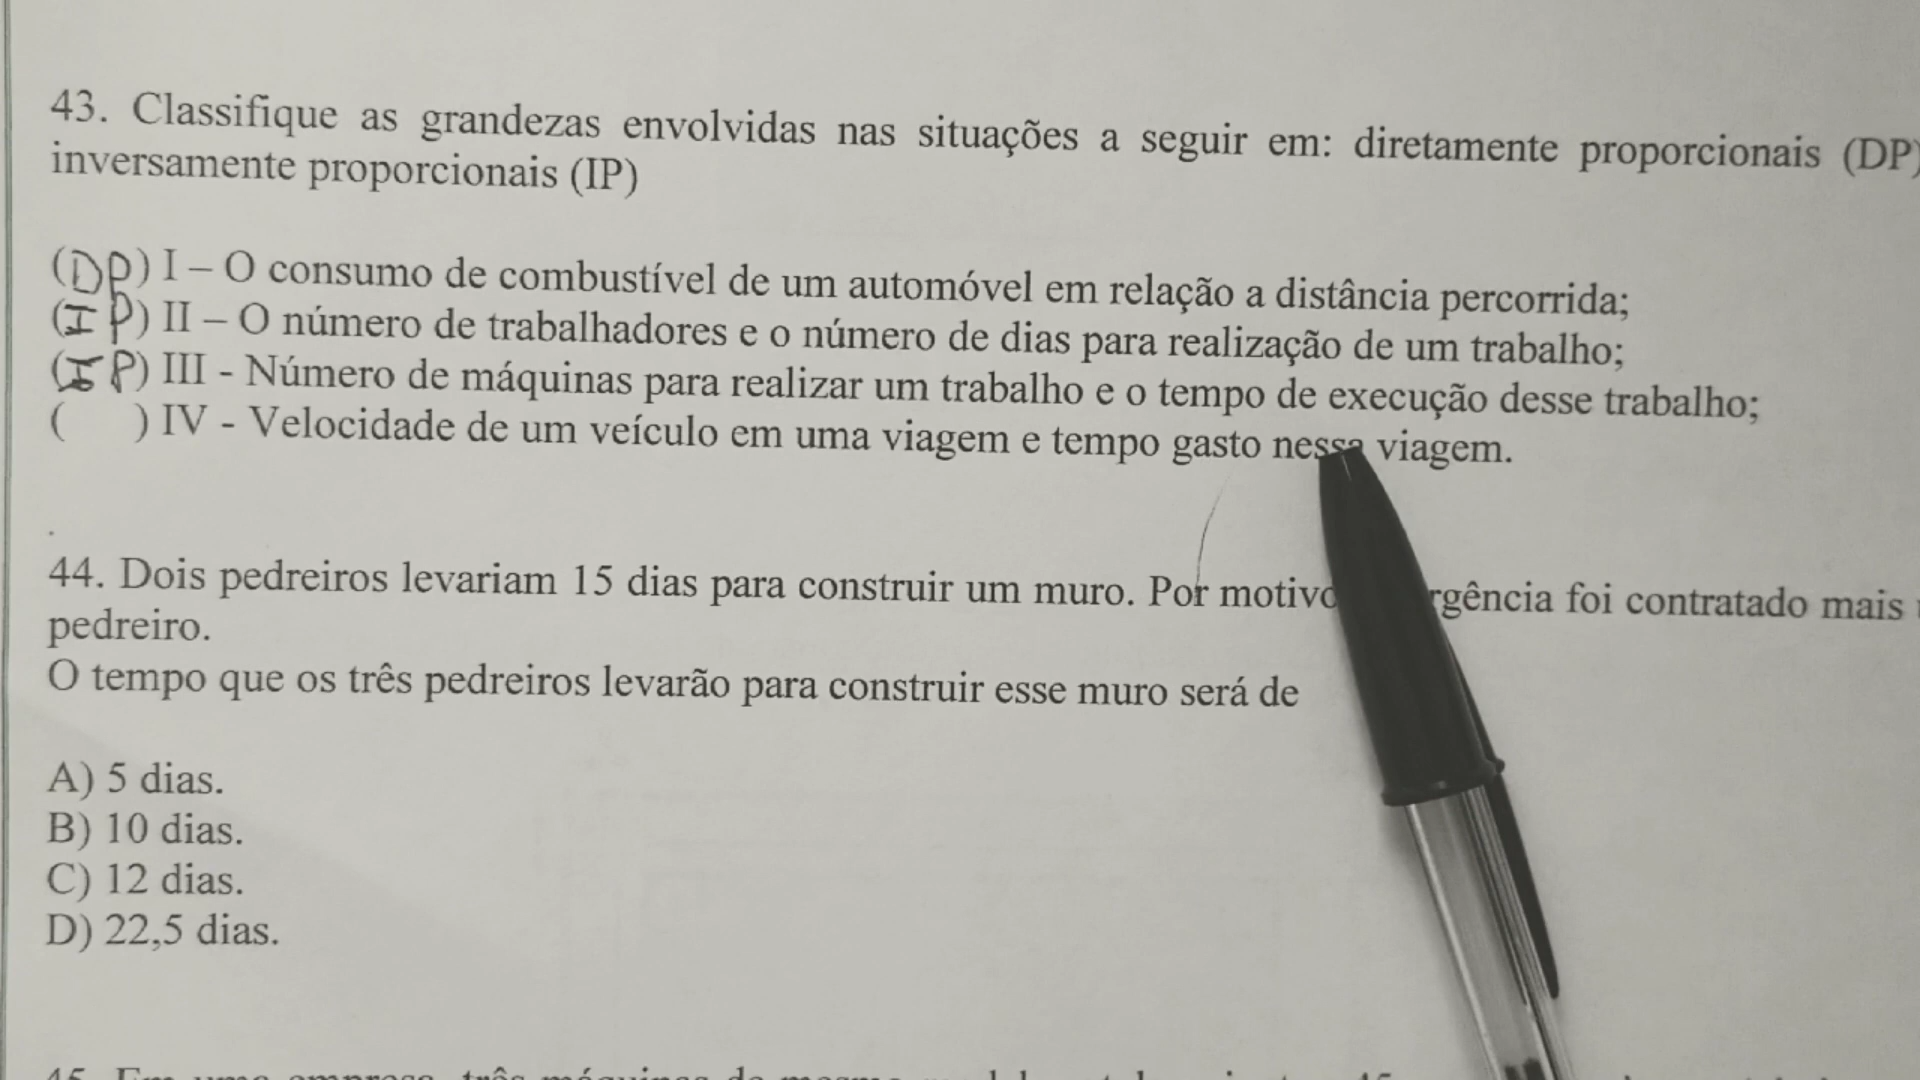 43. Classifique as grandezas envolvidas nas situações a seguir em: diretamente proporcionais (DP)
inversamente proporcionais (IP)
(DP) I – O consumo de combustível de um automóvel em relação a distância percorrida;
(IP) II – O número de trabalhadores e o número de dias para realização de um trabalho;
(IP) III - Número de máquinas para realizar um trabalho e o tempo de execução desse trabalho;
( ) IV - Velocidade de um veículo em uma viagem e tempo gasto nessa viagem.
44. Dois pedreiros levariam 15 dias para construir um muro. Por foi contratado mais
pedreiro.
O tempo que os três pedreiros levarão para construir esse muro será de
A) 5 dias.
B) 10 dias.
C) 12 dias.
D) 22,5 dias.